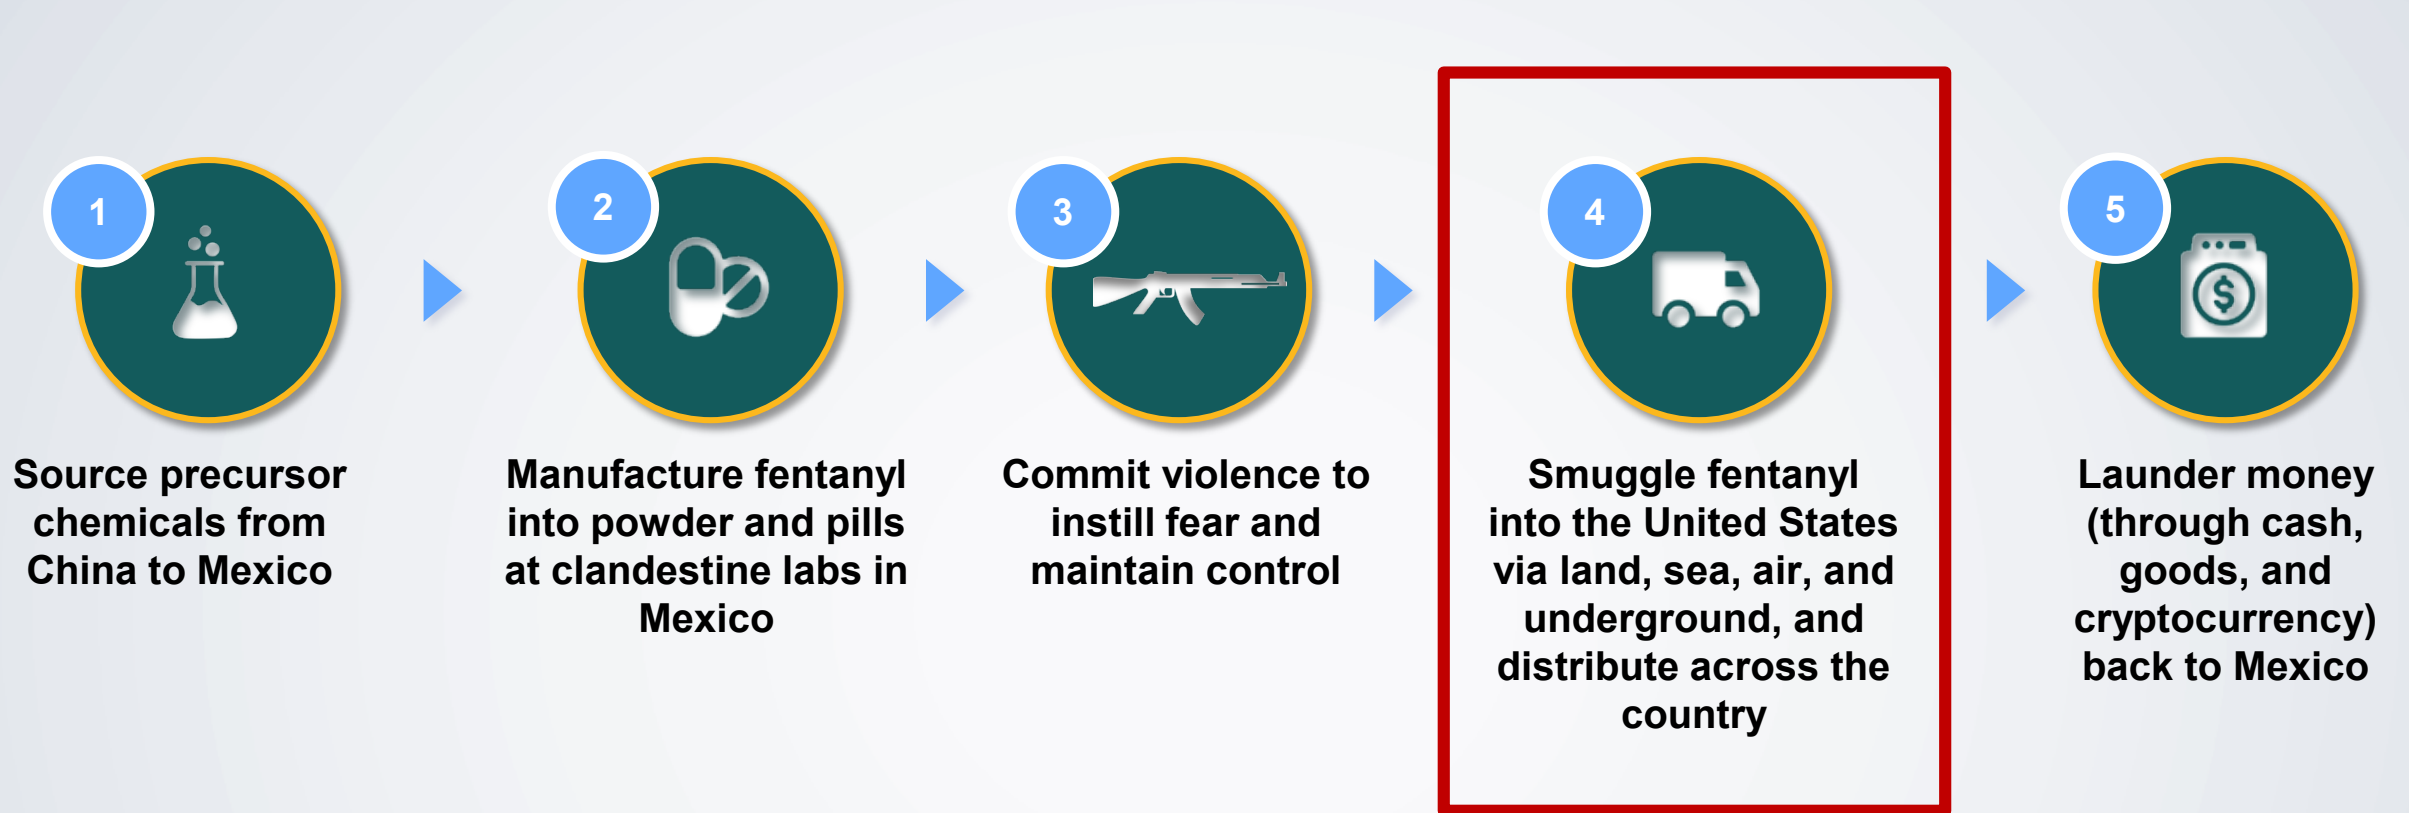 1
Source precursor
chemicals from
China to Mexico
2
Manufacture fentanyl
into powder and pills
at clandestine labs in
Mexico
3
Commit violence to
instill fear and
maintain control
4
Smuggle fentanyl
into the United States
via land, sea, air, and
underground, and
distribute across the
country
5
$
Launder money
(through cash,
goods, and
cryptocurrency)
back to Mexico